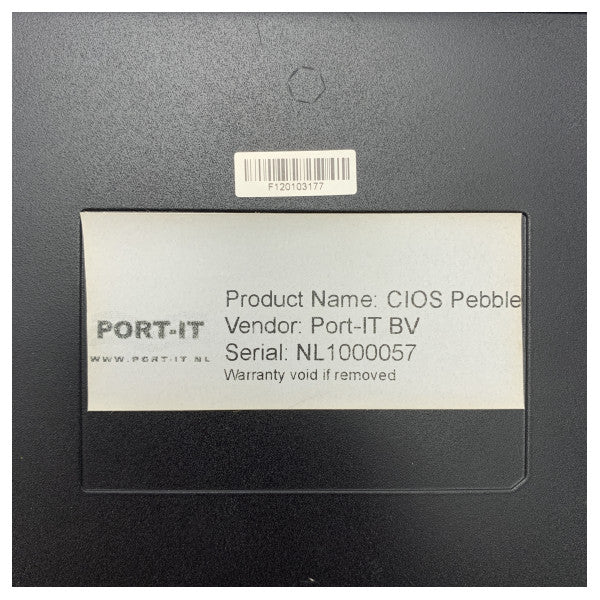 F120103177
PORT-IT
WWW.PORT-IT.NL
Product Name: CIOS Pebble
Vendor: Port-IT BV
Serial: NL1000057
Warranty void if removed